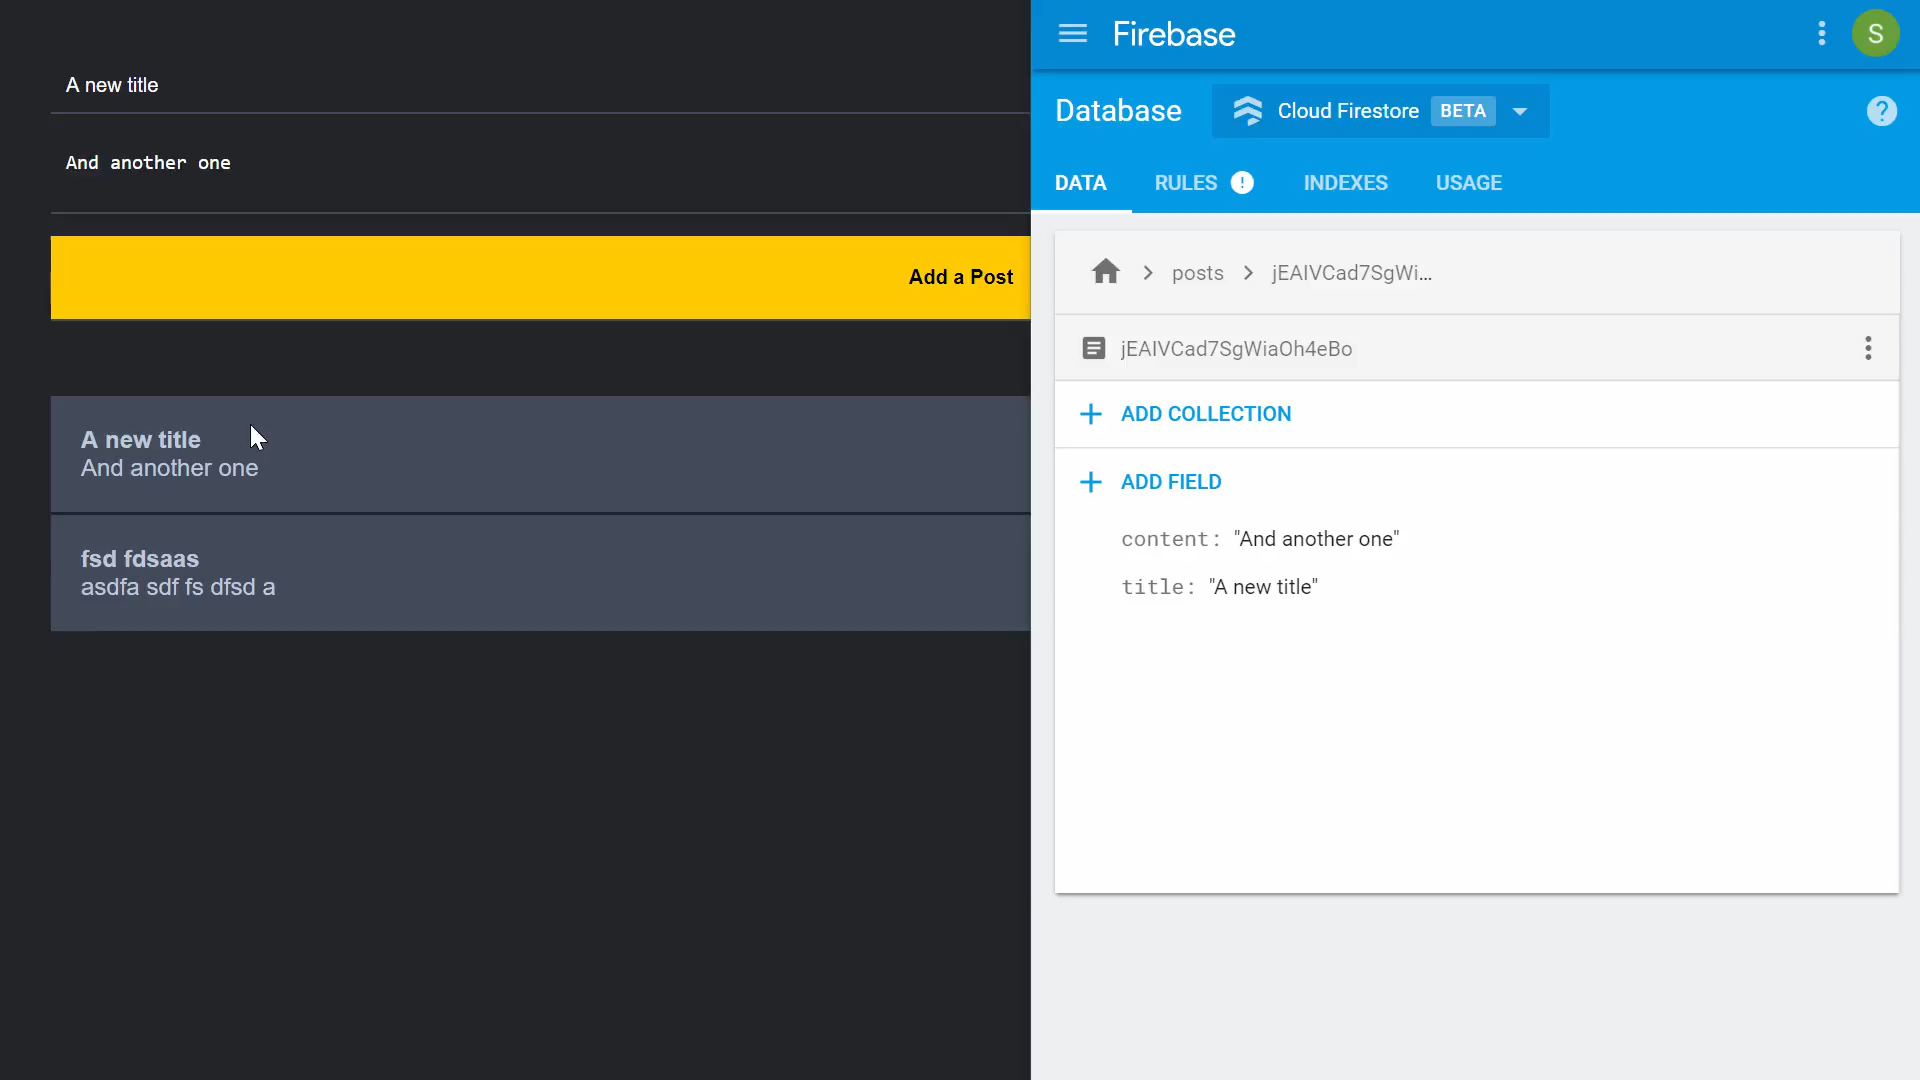 A new title
And another one
Add a Post
A new title
And another one
fsd fdsaas
asdfa sdf fs dfsd a
Firebase
S
Database
Cloud Firestore BETA
?
DATA RULES ! INDEXES USAGE
posts jEAIVCad7SgWi...
jEAIVCad7SgWiaOh4eBo
ADD COLLECTION
ADD FIELD
content: "And another one"
title: "A new title"